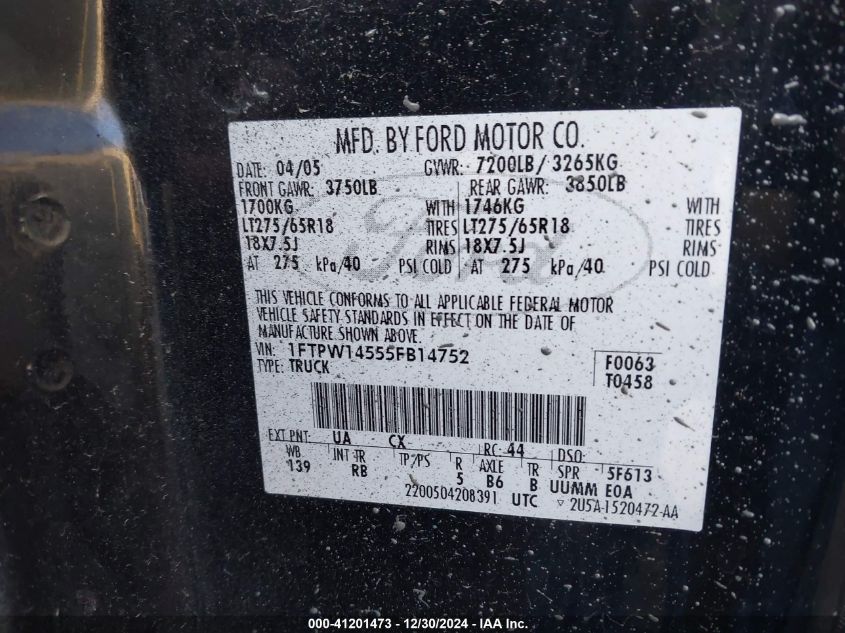 MFD. BY FORD MOTOR CO.
DATE: 04/05 GVWR: 7200LB/ 3265KG
FRONT GAWR: 3750LB REAR GAWR: 3850LB
1700KG WITH 1746KG WITH
LT275/65R18 TIRES LT275/65R18 TIRES
18X7.5J RIMS 18X7.5J RIMS
AT 275 kPa/40 PSI COLD AT 275 kPa/40 PSI COLD
Ford
THIS VEHICLE CONFORMS TO ALL APPLICABLE FEDERAL MOTOR
VEHICLE SAFETY STANDARDS IN EFFECT ON THE DATE OF
MANUFACTURE SHOWN ABOVE.
VIN: 1FTPW14555FB14752 F0063
TYPE: TRUCK T0458
EXT PNT: UA CX RC: 44 DSO:
WB INT TR TP/PS R AXLE TR SPR 5F613
139 RB 5 B6 B UUMM E0A
2200504208391 UTC ▽ 2U5A-1520472-AA
000-41201473 - 12/30/2024 - IAA Inc.